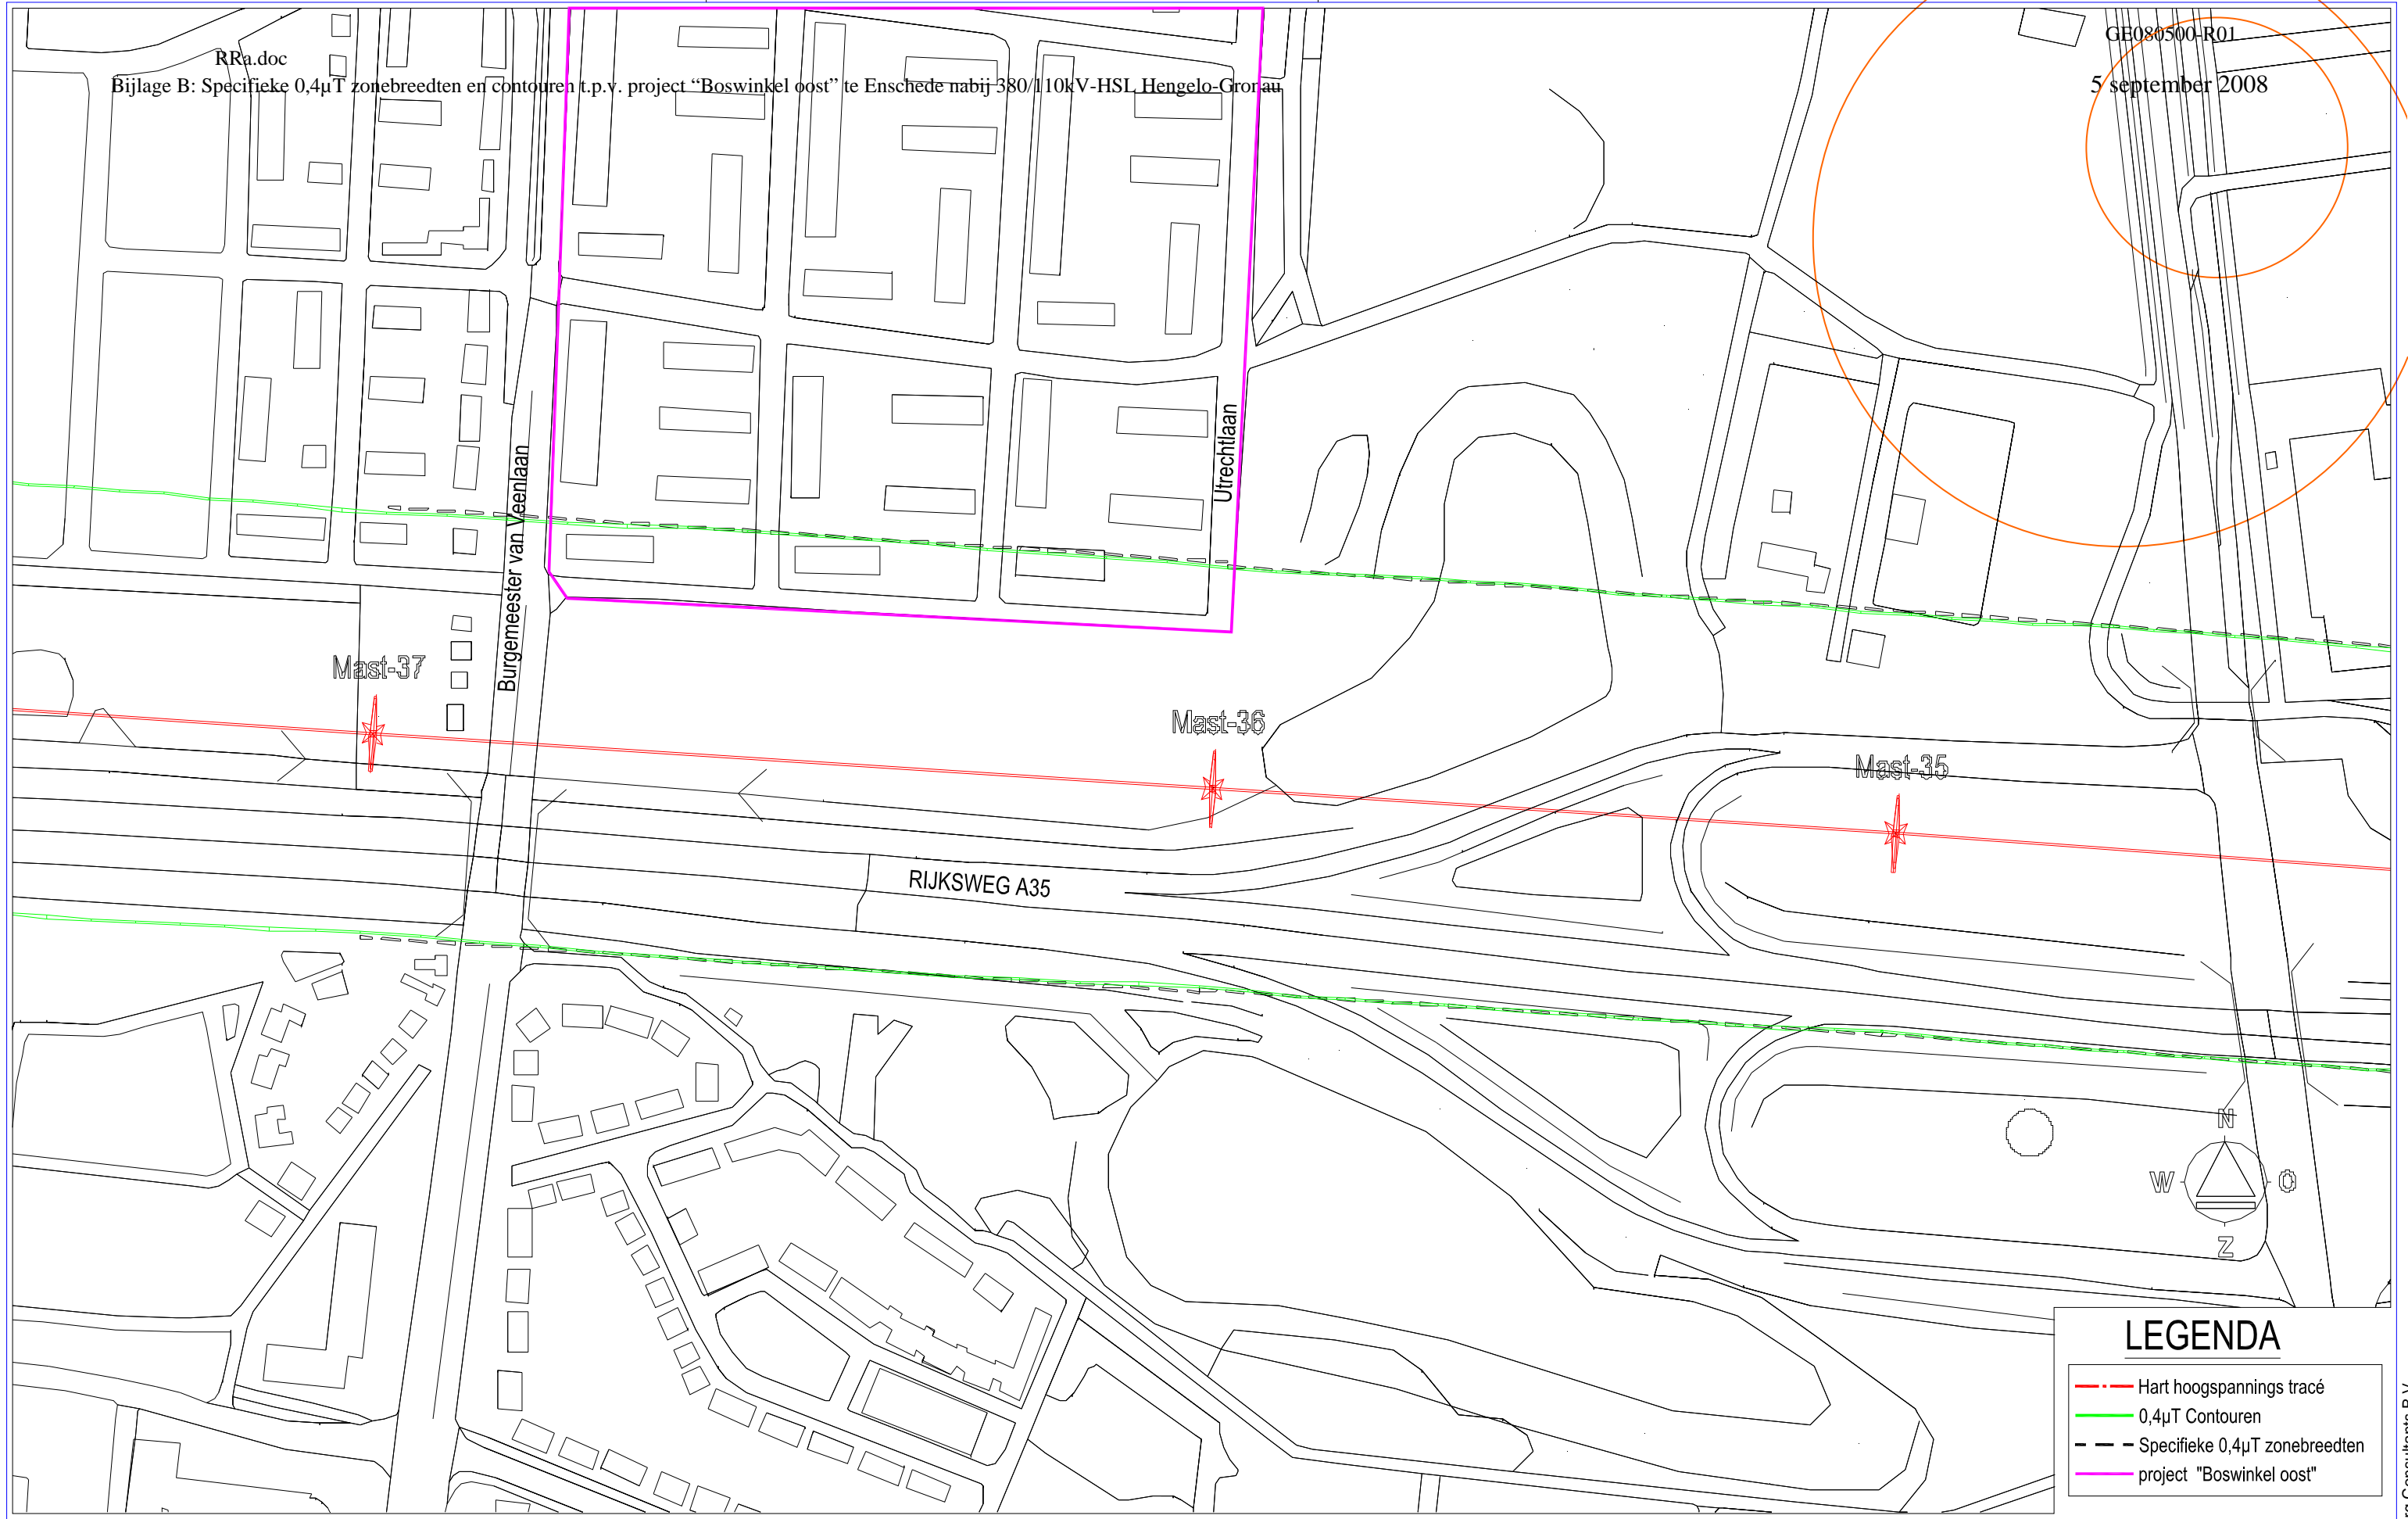 GE080500-R01
RRa.doc
Bijlage B: Specifieke 0,4µT zonebreedten en contouren t.p.v. project “Boswinkel oost” te Enschede nabij 380/110kV-HSL Hengelo-Gronau
5 september 2008
Burgemeester van Veenlaan
Utrechtlaan
Mast-37
Mast-36
Mast-35
RIJKSWEG A35
N
W
O
Z
LEGENDA
Hart hoogspannings tracé
0,4µT Contouren
Specifieke 0,4µT zonebreedten
project "Boswinkel oost"